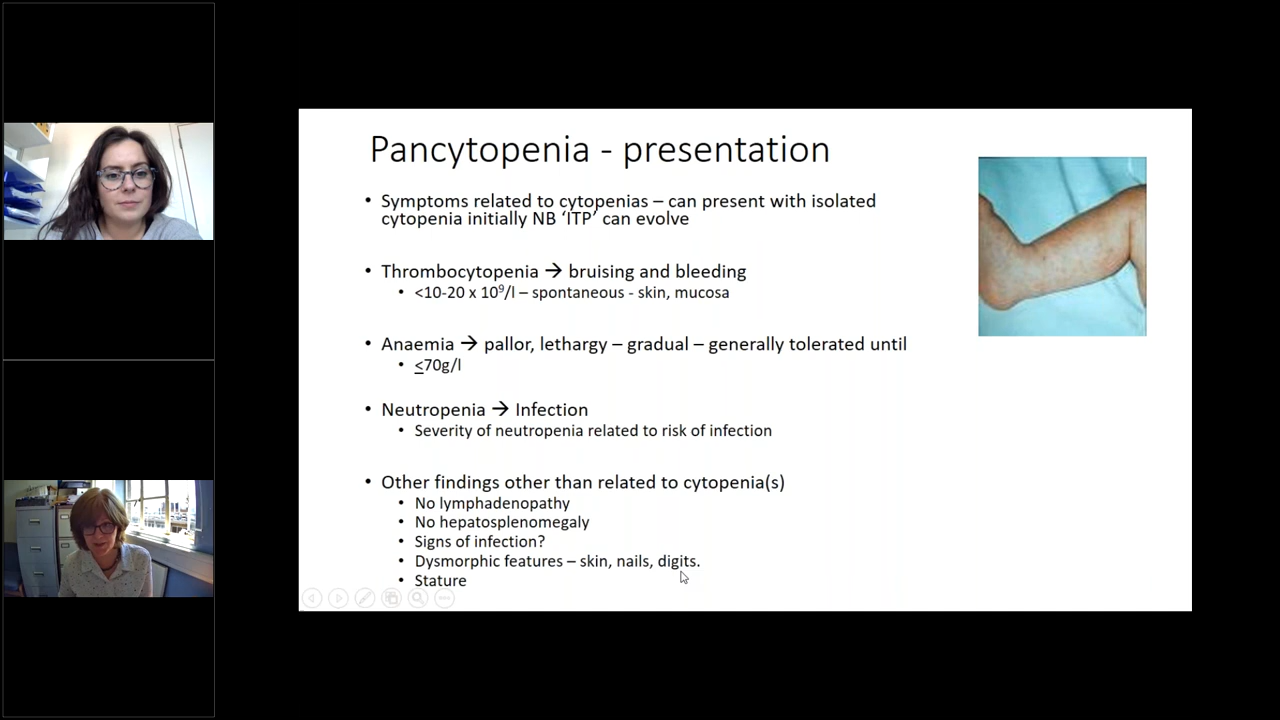 Pancytopenia - presentation
• Symptoms related to cytopenias – can present with isolated
cytopenia initially NB ‘ITP’ can evolve
• Thrombocytopenia → bruising and bleeding
• <10-20 x 10⁹/l – spontaneous - skin, mucosa
• Anaemia → pallor, lethargy – gradual – generally tolerated until
• ≤70g/l
• Neutropenia → Infection
• Severity of neutropenia related to risk of infection
• Other findings other than related to cytopenia(s)
• No lymphadenopathy
• No hepatosplenomegaly
• Signs of infection?
• Dysmorphic features – skin, nails, digits.
• Stature